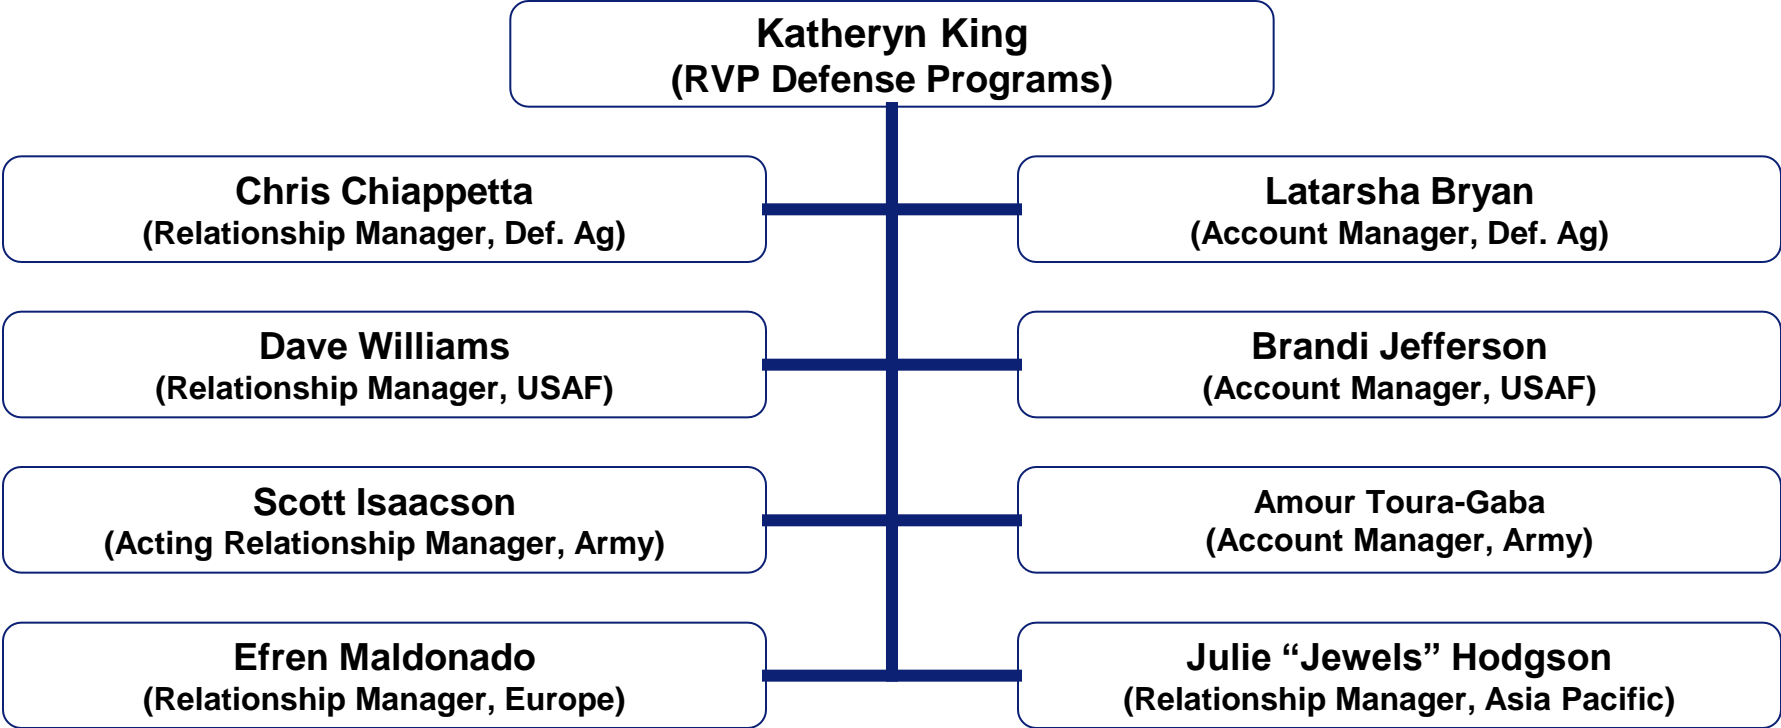 Katheryn King
(RVP Defense Programs)
Chris Chiappetta
(Relationship Manager, Def. Ag)
Latarsha Bryan
(Account Manager, Def. Ag)
Dave Williams
(Relationship Manager, USAF)
Brandi Jefferson
(Account Manager, USAF)
Scott Isaacson
(Acting Relationship Manager, Army)
Amour Toura-Gaba
(Account Manager, Army)
Efren Maldonado
(Relationship Manager, Europe)
Julie “Jewels” Hodgson
(Relationship Manager, Asia Pacific)